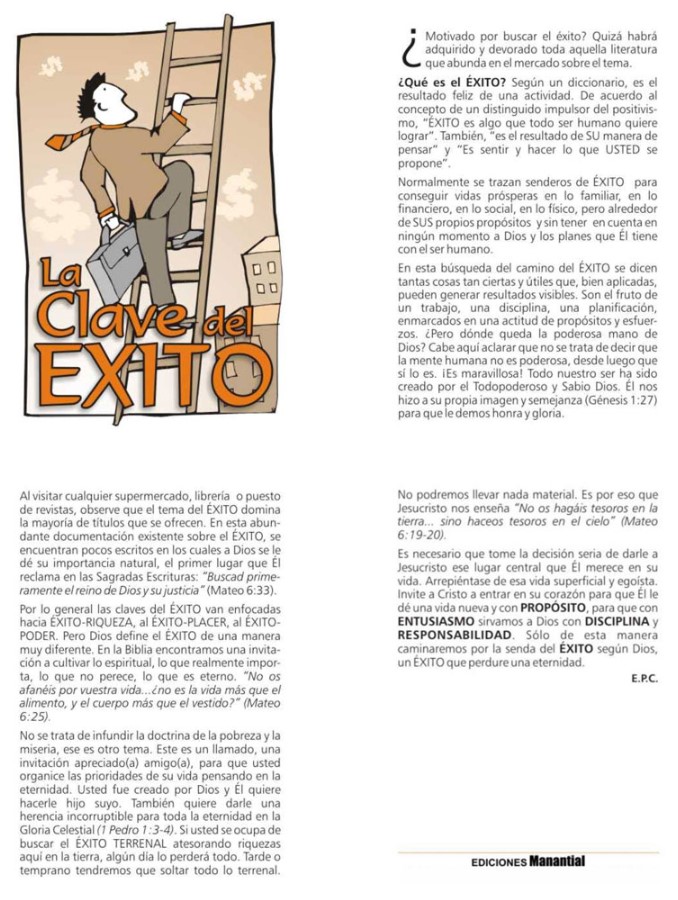 La
Clave del
EXITO
¿ Motivado por buscar el éxito? Quizá habrá
adquirido y devorado toda aquella literatura
que abunda en el mercado sobre el tema.
¿Qué es el ÉXITO? Según un diccionario, es el
resultado feliz de una actividad. De acuerdo al
concepto de un distinguido impulsor del positivis-
mo, “ÉXITO es algo que todo ser humano quiere
lograr”. También, “es el resultado de SU manera de
pensar” y “Es sentir y hacer lo que USTED se
propone”.
Normalmente se trazan senderos de ÉXITO para
conseguir vidas prósperas en lo familiar, en lo
financiero, en lo social, en lo físico, pero alrededor
de SUS propios propósitos y sin tener en cuenta en
ningún momento a Dios y los planes que Él tiene
con el ser humano.
En esta búsqueda del camino del ÉXITO se dicen
tantas cosas tan ciertas y útiles que, bien aplicadas,
pueden generar resultados visibles. Son el fruto de
un trabajo, una disciplina, una planificación,
enmarcados en una actitud de propósitos y esfuer-
zos. ¿Pero dónde queda la poderosa mano de
Dios? Cabe aquí aclarar que no se trata de decir que
la mente humana no es poderosa, desde luego que
sí lo es. ¡Es maravillosa! Todo nuestro ser ha sido
creado por el Todopoderoso y Sabio Dios. Él nos
hizo a su propia imagen y semejanza (Génesis 1:27)
para que le demos honra y gloria.
Al visitar cualquier supermercado, librería o puesto
de revistas, observe que el tema del ÉXITO domina
la mayoría de títulos que se ofrecen. En esta abun-
dante documentación existente sobre el ÉXITO, se
encuentran pocos escritos en los cuales a Dios se le
dé su importancia natural, el primer lugar que Él
reclama en las Sagradas Escrituras: “Buscad prime-
ramente el reino de Dios y su justicia” (Mateo 6:33).
Por lo general las claves del ÉXITO van enfocadas
hacia ÉXITO-RIQUEZA, al ÉXITO-PLACER, al ÉXITO-
PODER. Pero Dios define el ÉXITO de una manera
muy diferente. En la Biblia encontramos una invita-
ción a cultivar lo espiritual, lo que realmente impor-
ta, lo que no perece, lo que es eterno. “No os
afanéis por vuestra vida...¿no es la vida más que el
alimento, y el cuerpo más que el vestido?” (Mateo
6:25).
No se trata de infundir la doctrina de la pobreza y la
miseria, ese es otro tema. Este es un llamado, una
invitación apreciado(a) amigo(a), para que usted
organice las prioridades de su vida pensando en la
eternidad. Usted fue creado por Dios y Él quiere
hacerle hijo suyo. También quiere darle una
herencia incorruptible para toda la eternidad en la
Gloria Celestial (1 Pedro 1:3-4). Si usted se ocupa de
buscar el ÉXITO TERRENAL atesorando riquezas
aquí en la tierra, algún día lo perderá todo. Tarde o
temprano tendremos que soltar todo lo terrenal.
No podremos llevar nada material. Es por eso que
Jesucristo nos enseña “No os hagáis tesoros en la
tierra... sino haceos tesoros en el cielo” (Mateo
6:19-20).
Es necesario que tome la decisión seria de darle a
Jesucristo ese lugar central que Él merece en su
vida. Arrepiéntase de esa vida superficial y egoísta.
Invite a Cristo a entrar en su corazón para que Él le
dé una vida nueva y con PROPÓSITO, para que con
ENTUSIASMO sirvamos a Dios con DISCIPLINA y
RESPONSABILIDAD. Sólo de esta manera
caminaremos por la senda del ÉXITO según Dios,
un ÉXITO que perdure una eternidad.
E.P.C.
EDICIONES Manantial